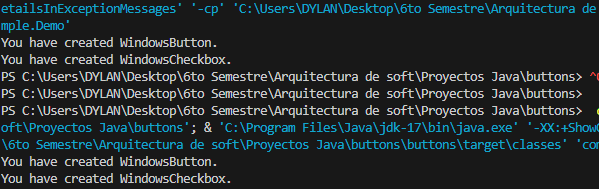 etailsInExceptionMessages' '-cp' 'C:\Users\DYLAN\Desktop\6to Semestre\Arquitectura de
mple.Demo'
You have created WindowsButton.
You have created WindowsCheckbox.
PS C:\Users\DYLAN\Desktop\6to Semestre\Arquitectura de soft\Proyectos Java\buttons> ^
PS C:\Users\DYLAN\Desktop\6to Semestre\Arquitectura de soft\Proyectos Java\buttons>
PS C:\Users\DYLAN\Desktop\6to Semestre\Arquitectura de soft\Proyectos Java\buttons>
oft\Proyectos Java\buttons'; & 'C:\Program Files\Java\jdk-17\bin\java.exe' '-XX:+Show
\6to Semestre\Arquitectura de soft\Proyectos Java\buttons\buttons\target\classes' 'co
You have created WindowsButton.
You have created WindowsCheckbox.